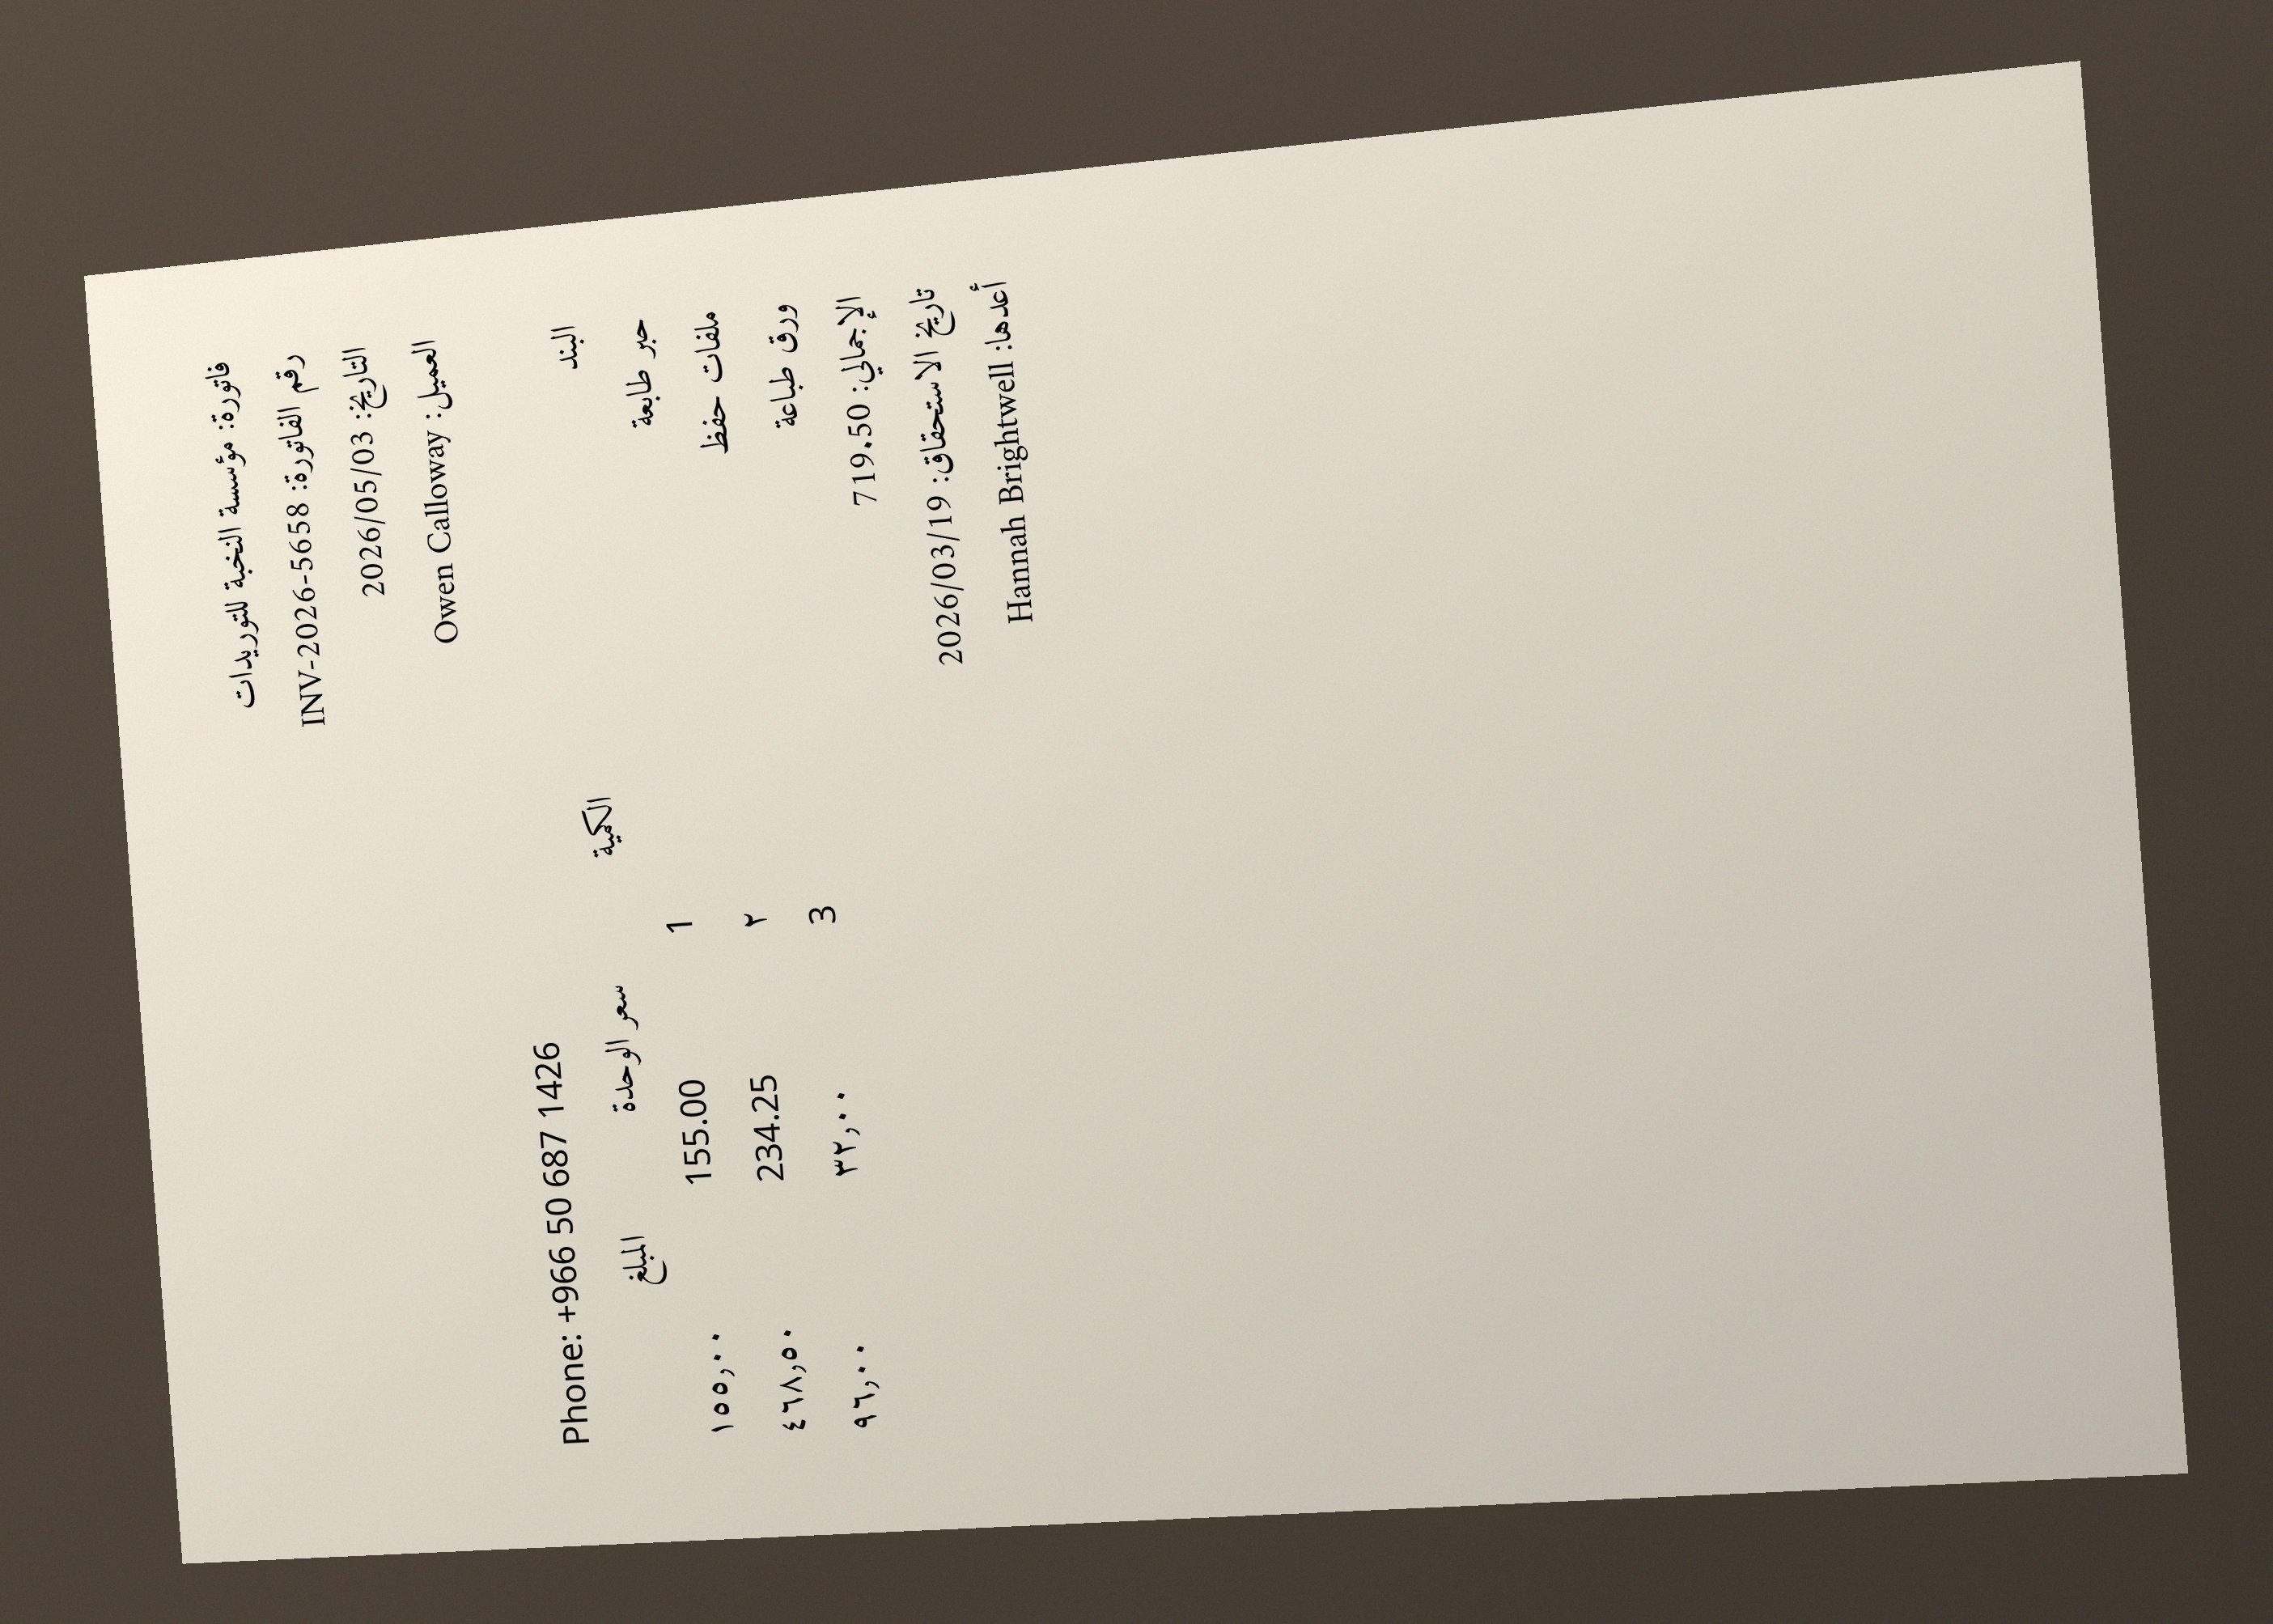 فاتورة: مؤسسة النخبة للتوريدات
رقم الفاتورة: INV-2026-5658
التاريخ: 2026/05/03
العميل: Owen Calloway
Phone: +966 50 687 1426
البند الكمية سعر الوحدة المبلغ
حبر طابعة 1 155.00 ١٥٥٫٠٠
ملفات حفظ ٢ 234.25 ٤٦٨٫٥٠
ورق طباعة 3 ٣٢٫٠٠ ٩٦٫٠٠
الإجمالي: 719.50
تاريخ الاستحقاق: 2026/03/19
أعدها: Hannah Brightwell